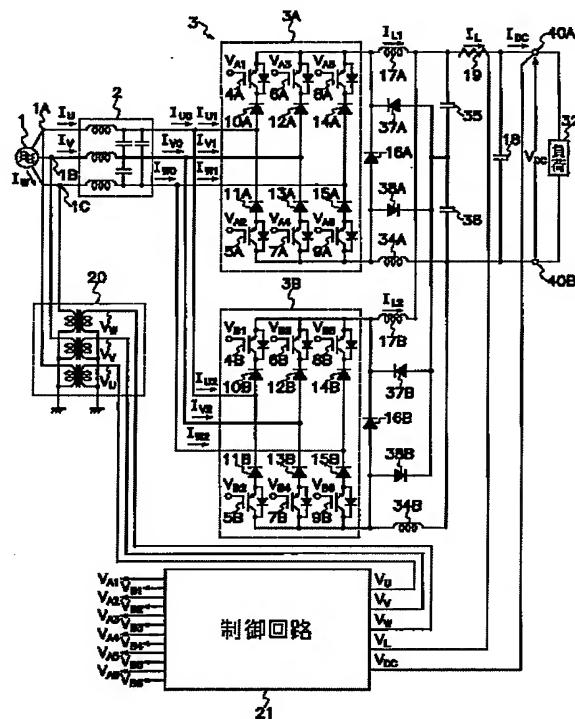 3 3A I_L1 I_L I_DC 40A
V_A1 V_A3 V_A5 17A 19
4A 6A 8A 35 32
1A I_U 2 I_U0 I_U1 10A 12A 14A 37A
1 I_V I_V0 I_V1 16A 18 V_DC 負荷
I_W 1B I_W0 I_W1 11A 13A 15A 38A 36
1C V_A2 V_A4 V_A6 34A
5A 7A 9A 40B
20 3B I_L2
V_W V_B1 V_B3 V_B5 17B
V_V 4B 6B 8B
V_U I_U2 10B 12B 14B 37B
I_V2 16B
I_W2 11B 13B 15B 38B
V_B2 V_B4 V_B6 34B
5B 7B 9B
V_A1 V_B1 V_U
V_A2 V_B2 V_V
V_A3 V_B3 制御回路 V_W
V_A4 V_B4 V_L
V_A5 V_B5 V_DC
V_A6 V_B6
21